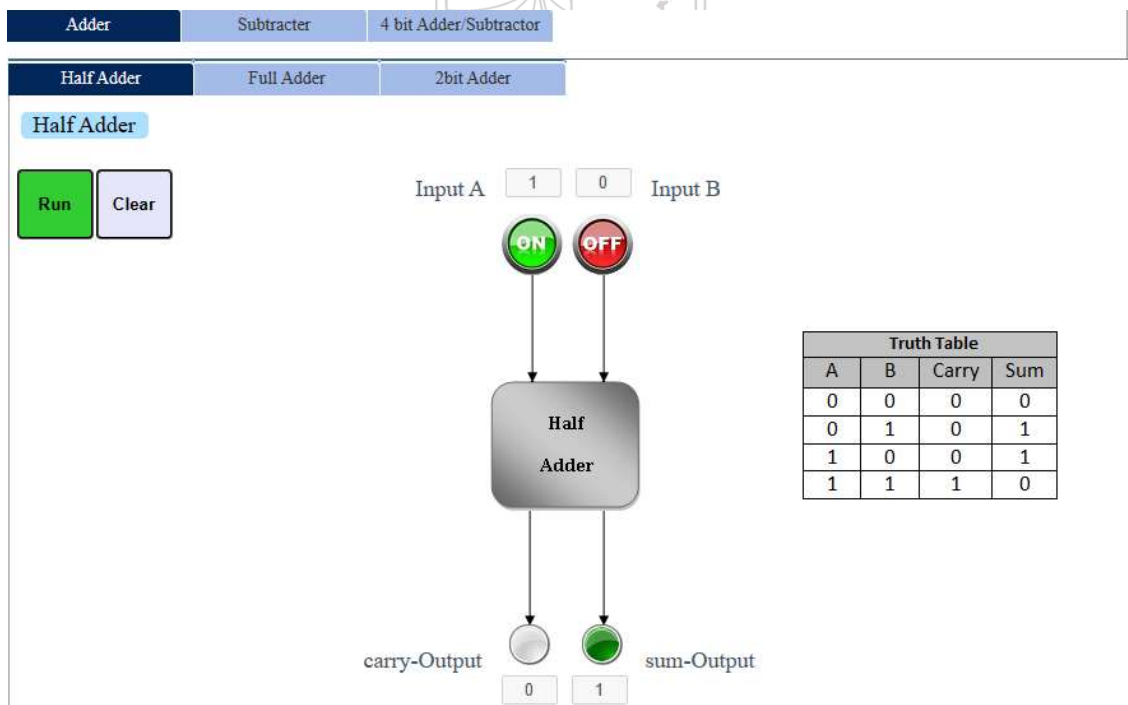 Adder Subtracter 4 bit Adder/Subtractor
Half Adder Full Adder 2bit Adder
Half Adder
Run Clear
Input A 1 0 Input B
ON OFF
Half
Adder
Truth Table
A B Carry Sum
0 0 0 0
0 1 0 1
1 0 0 1
1 1 1 0
carry-Output sum-Output
0 1